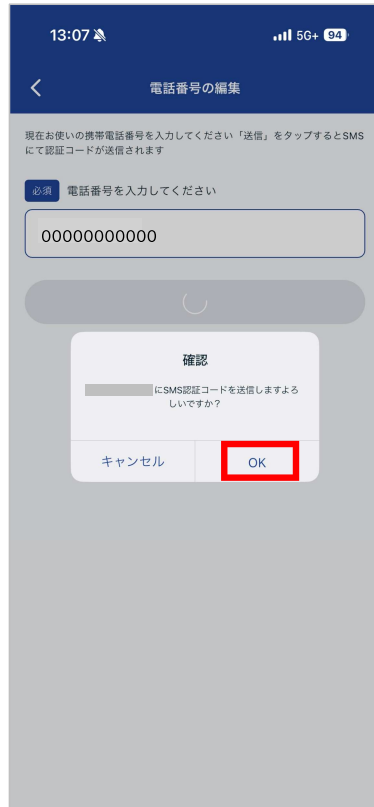 13:07 5G+ 94
電話番号の編集
現在お使いの携帯電話番号を入力してください「送信」をタップするとSMS
にて認証コードが送信されます
必須 電話番号を入力してください
00000000000
確認
にSMS認証コードを送信しますよろ
しいですか？
キャンセル OK